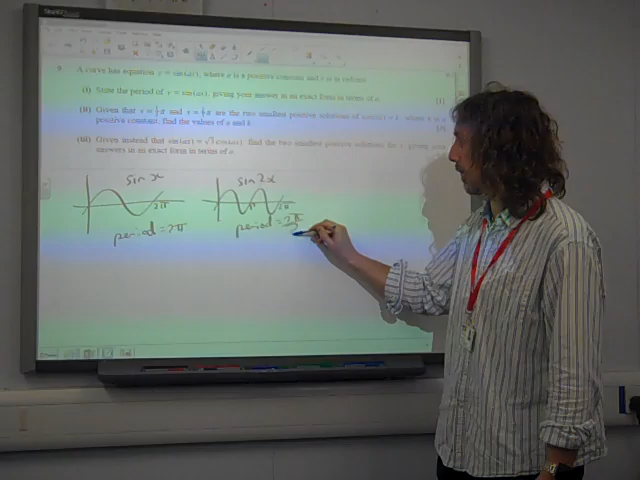 9 A curve has equation y = sin(ax), where a is a positive constant and x is in radians.
(i) State the period of y = sin(ax), giving your answer in an exact form in terms of a. [1]
(ii) Given that x = and x = are the two smallest positive solutions of sin(ax) = k, where k is a
positive constant, find the values of a and k.
(iii) Given instead that sin(ax) = √3 cos(ax), find the two smallest positive solutions for x, giving your
answers in an exact form in terms of a.
sin x sin 2x
2π π 2π
period = 2π period = 2π